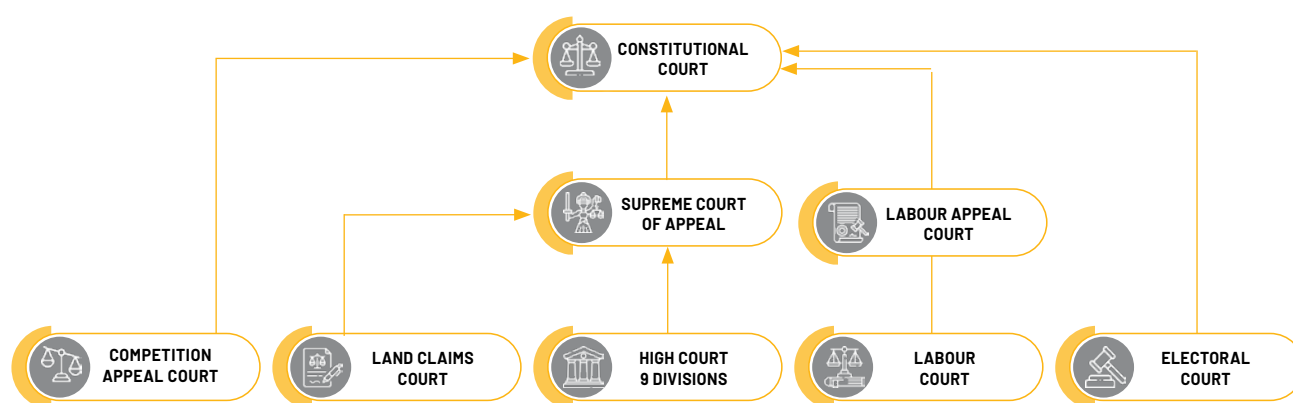 CONSTITUTIONAL
COURT
SUPREME COURT
OF APPEAL
LABOUR APPEAL
COURT
COMPETITION
APPEAL COURT
LAND CLAIMS
COURT
HIGH COURT
9 DIVISIONS
LABOUR
COURT
ELECTORAL
COURT